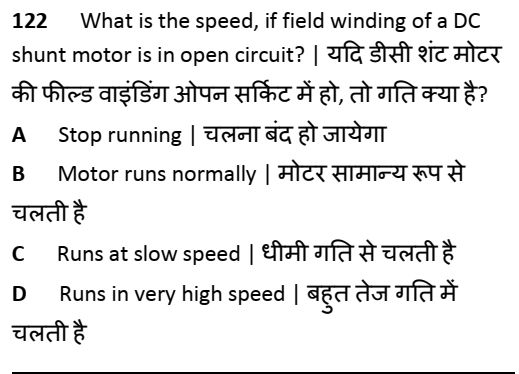 122 What is the speed, if field winding of a DC
shunt motor is in open circuit? | यदि डीसी शंट मोटर
की फील्ड वाइंडिंग ओपन सर्किट में हो, तो गति क्या है?
A Stop running | चलना बंद हो जायेगा
B Motor runs normally | मोटर सामान्य रूप से
चलती है
C Runs at slow speed | धीमी गति से चलती है
D Runs in very high speed | बहुत तेज गति में
चलती है